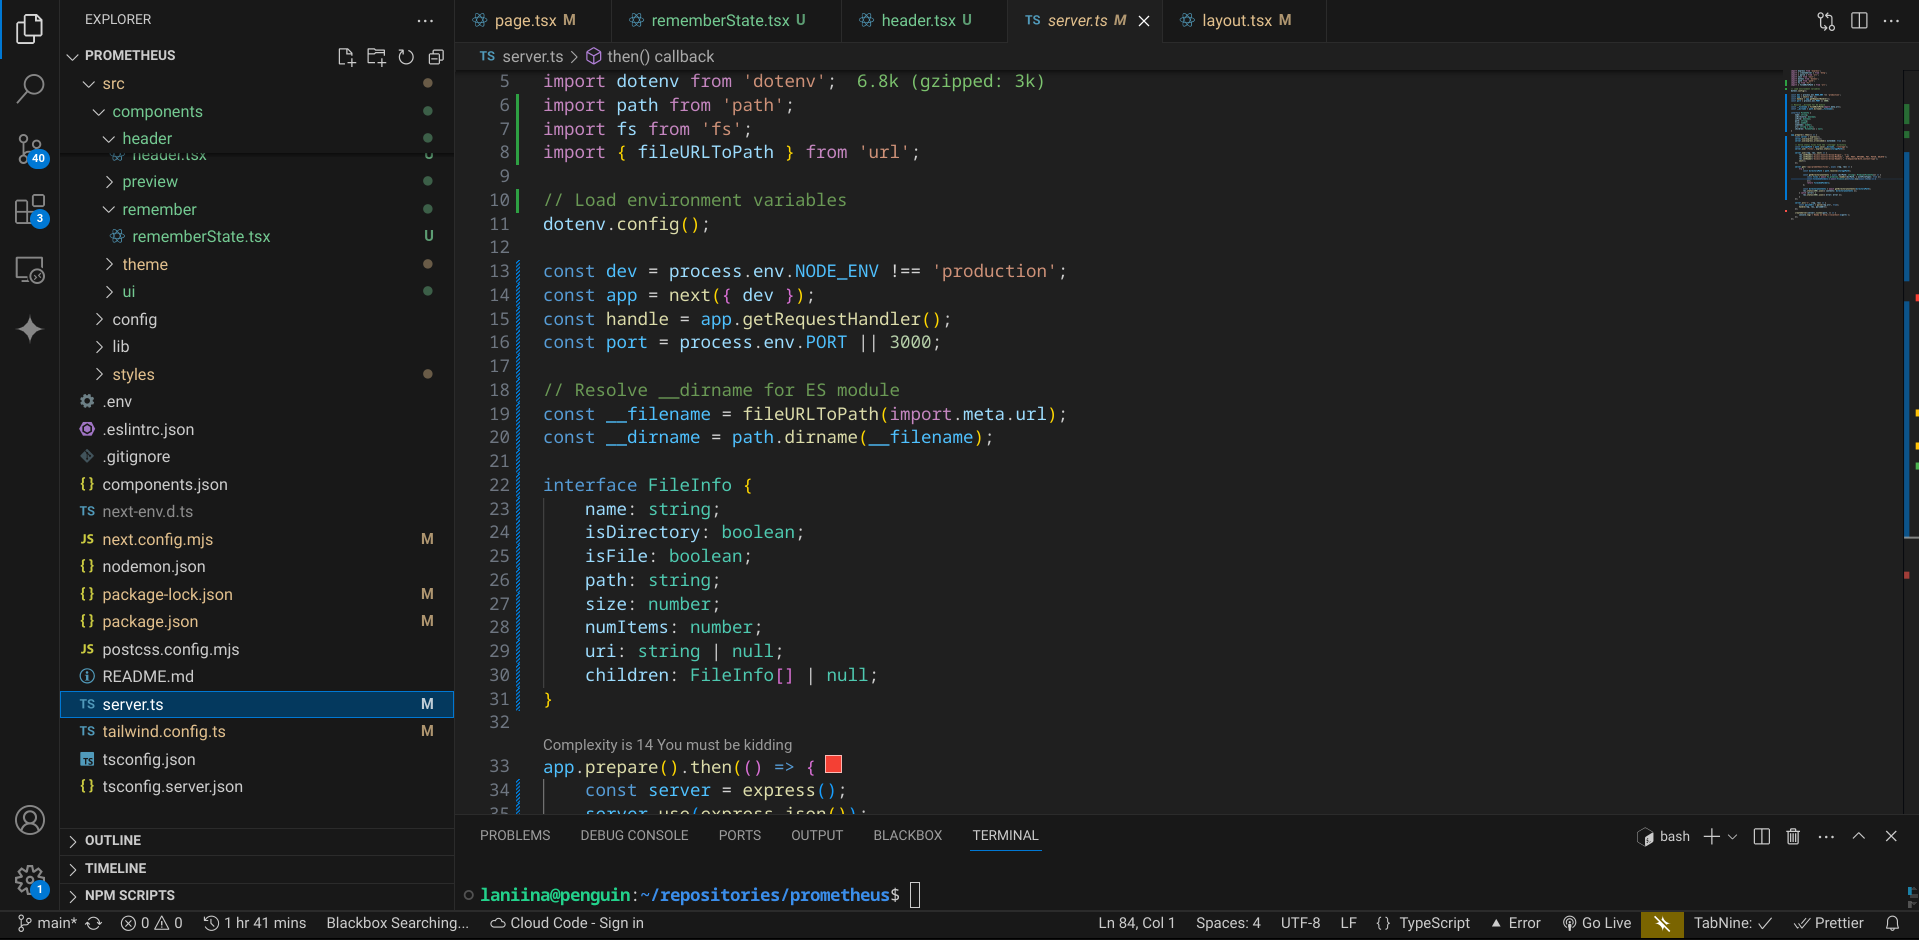 EXPLORER
PROMETHEUS
src
components
header
header.tsx U
preview
remember
rememberState.tsx U
theme
ui
config
lib
styles
.env
.eslintrc.json
.gitignore
{} components.json
TS next-env.d.ts
JS next.config.mjs M
{} nodemon.json
{} package-lock.json M
{} package.json M
JS postcss.config.mjs
README.md
TS server.ts M
TS tailwind.config.ts M
TS tsconfig.json
{} tsconfig.server.json
OUTLINE
TIMELINE
NPM SCRIPTS
40
3
1
page.tsx M
rememberState.tsx U
header.tsx U
TS server.ts M
layout.tsx M
TS server.ts > then() callback
5 import dotenv from 'dotenv'; 6.8k (gzipped: 3k)
6 import path from 'path';
7 import fs from 'fs';
8 import { fileURLToPath } from 'url';
9
10 // Load environment variables
11 dotenv.config();
12
13 const dev = process.env.NODE_ENV !== 'production';
14 const app = next({ dev });
15 const handle = app.getRequestHandler();
16 const port = process.env.PORT || 3000;
17
18 // Resolve __dirname for ES module
19 const __filename = fileURLToPath(import.meta.url);
20 const __dirname = path.dirname(__filename);
21
22 interface FileInfo {
23 name: string;
24 isDirectory: boolean;
25 isFile: boolean;
26 path: string;
27 size: number;
28 numItems: number;
29 uri: string | null;
30 children: FileInfo[] | null;
31 }
32
Complexity is 14 You must be kidding
33 app.prepare().then(() => {
34 const server = express();
35 server.use(express.json());
PROBLEMS DEBUG CONSOLE PORTS OUTPUT BLACKBOX TERMINAL
bash
laniina@penguin:~/repositories/prometheus$
main* 0 0 1 hr 41 mins Blackbox Searching... Cloud Code - Sign in Ln 84, Col 1 Spaces: 4 UTF-8 LF {} TypeScript Error Go Live TabNine: Prettier